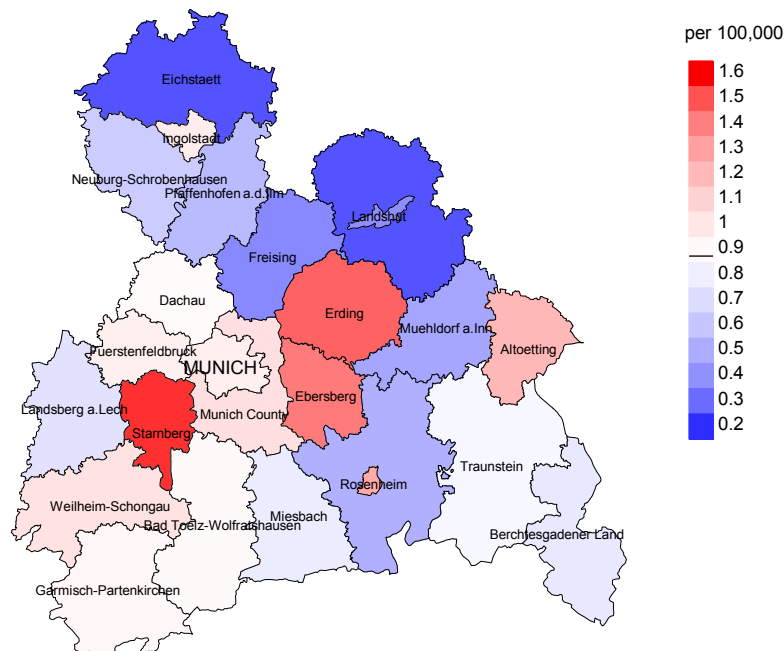 per 100,000
1.6
1.5
1.4
1.3
1.2
1.1
1
0.9
0.8
0.7
0.6
0.5
0.4
0.3
0.2
Eichstaett
Ingolstadt
Neuburg-Schrobenhausen
Pfaffenhofen a.d.Ilm
Landshut
Freising
Dachau
Erding
Muehldorf a.Inn
Altoetting
Fuerstenfeldbruck
MUNICH
Ebersberg
Landsberg a.Lech
Munich County
Starnberg
Traunstein
Rosenheim
Weilheim-Schongau
Miesbach
Bad Toelz-Wolfratshausen
Berchtesgadener Land
Garmisch-Partenkirchen